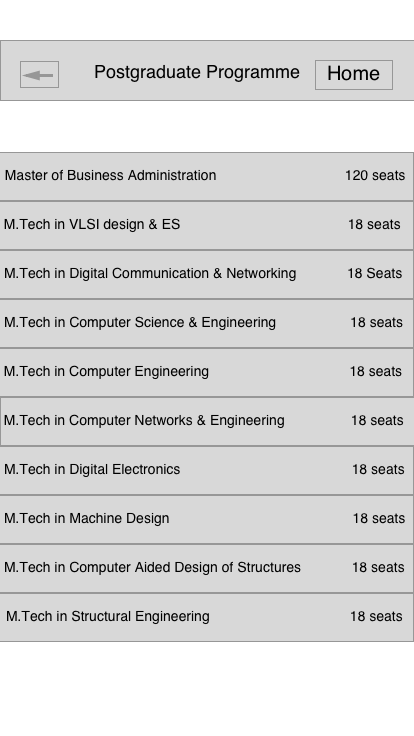 Postgraduate Programme Home
Master of Business Administration 120 seats
M.Tech in VLSI design & ES 18 seats
M.Tech in Digital Communication & Networking 18 Seats
M.Tech in Computer Science & Engineering 18 seats
M.Tech in Computer Engineering 18 seats
M.Tech in Computer Networks & Engineering 18 seats
M.Tech in Digital Electronics 18 seats
M.Tech in Machine Design 18 seats
M.Tech in Computer Aided Design of Structures 18 seats
M.Tech in Structural Engineering 18 seats